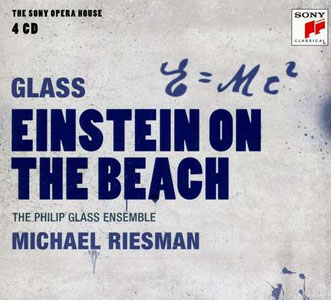 THE SONY OPERA HOUSE
4 CD
SONY
CLASSICAL
E = Mc²
GLASS
EINSTEIN ON
THE BEACH
THE PHILIP GLASS ENSEMBLE
MICHAEL RIESMAN